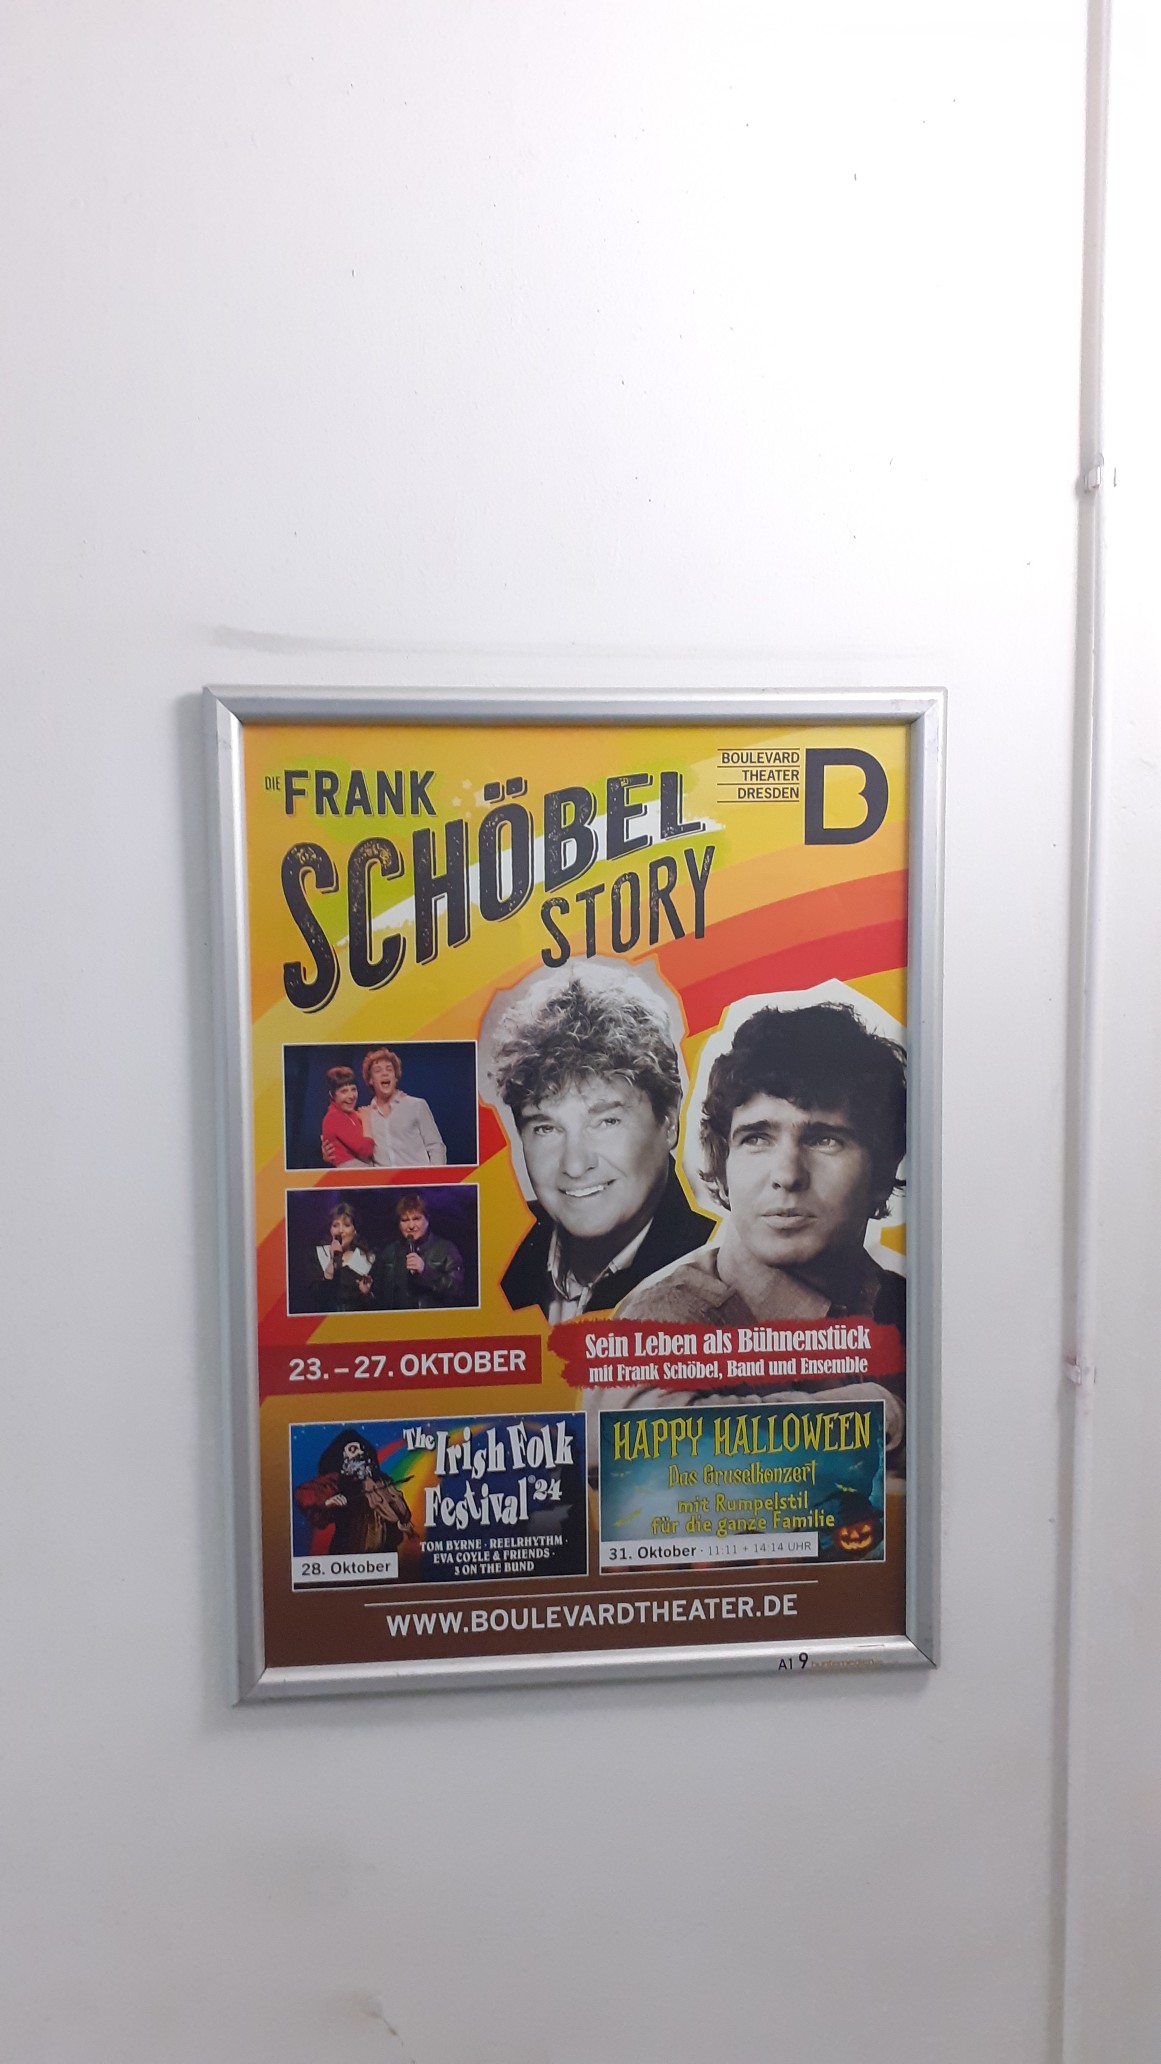 DIE FRANK
SCHÖBEL
STORY
BOULEVARD
THEATER
DRESDEN
23. – 27. OKTOBER
Sein Leben als Bühnenstück
mit Frank Schöbel, Band und Ensemble
The Irish Folk
Festival '24
TOM BYRNE · REELRHYTHM ·
EVA COYLE & FRIENDS ·
3 ON THE BUND
28. Oktober
HAPPY HALLOWEEN
Das Gruselkonzert
mit Rumpelstil
für die ganze Familie
31. Oktober · 11:11 + 14:14 UHR
WWW.BOULEVARDTHEATER.DE
A1 9